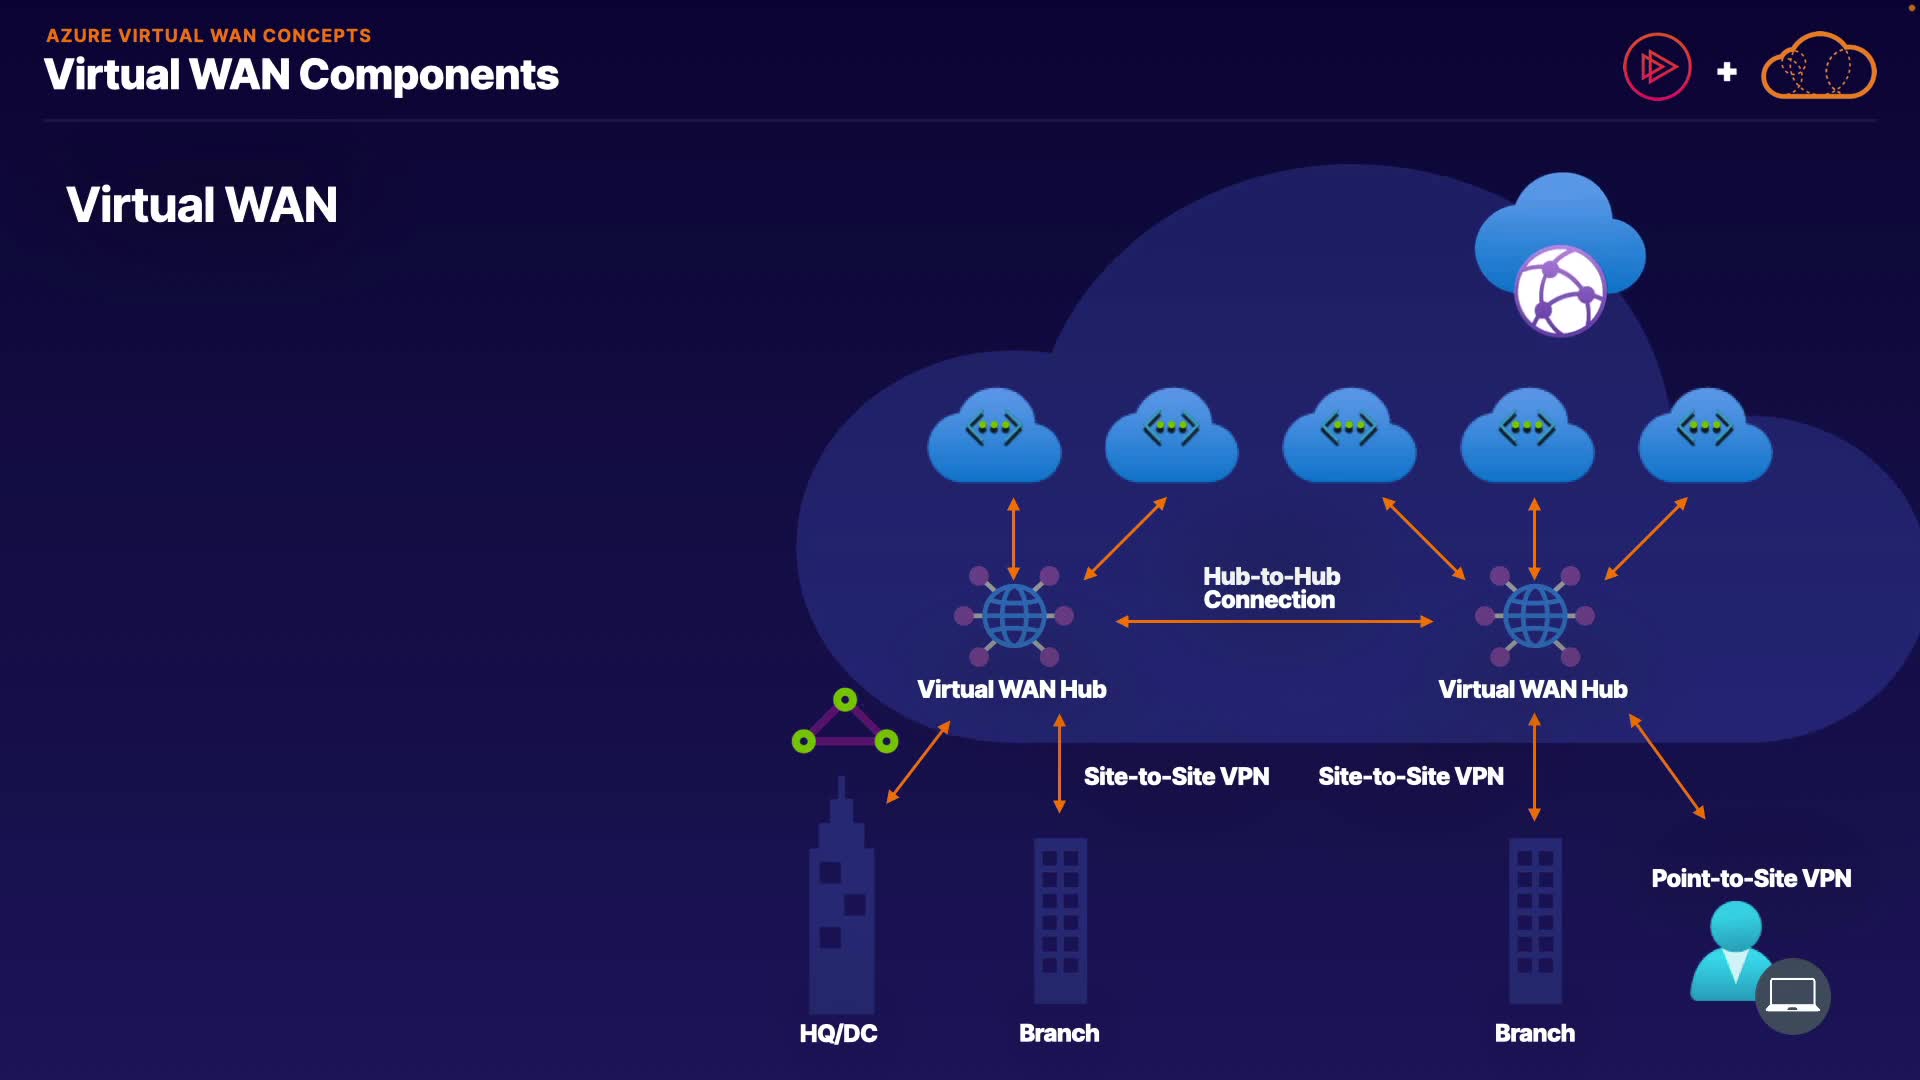 AZURE VIRTUAL WAN CONCEPTS
Virtual WAN Components
Virtual WAN
Hub-to-Hub
Connection
Virtual WAN Hub
Virtual WAN Hub
Site-to-Site VPN
Site-to-Site VPN
Point-to-Site VPN
HQ/DC
Branch
Branch